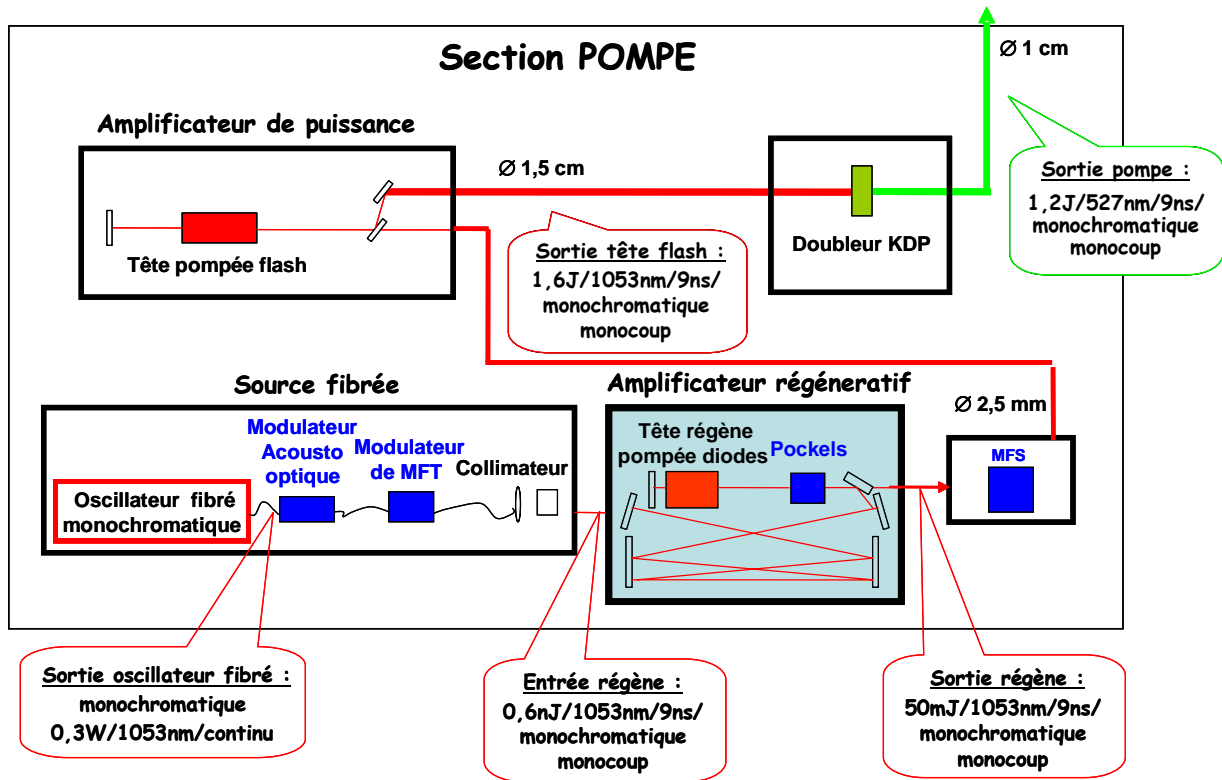 Section POMPE
Ø 1 cm
Amplificateur de puissance
Ø 1,5 cm
Tête pompée flash
Doubleur KDP
Sortie pompe :
1,2J/527nm/9ns/
monochromatique
monocoup
Sortie tête flash :
1,6J/1053nm/9ns/
monochromatique
monocoup
Source fibrée
Amplificateur régéneratif
Ø 2,5 mm
Modulateur
Acousto
optique
Modulateur
de MFT
Collimateur
Oscillateur fibré
monochromatique
Tête régène
pompée diodes
Pockels
MFS
Sortie oscillateur fibré :
monochromatique
0,3W/1053nm/continu
Entrée régène :
0,6nJ/1053nm/9ns/
monochromatique
monocoup
Sortie régène :
50mJ/1053nm/9ns/
monochromatique
monocoup